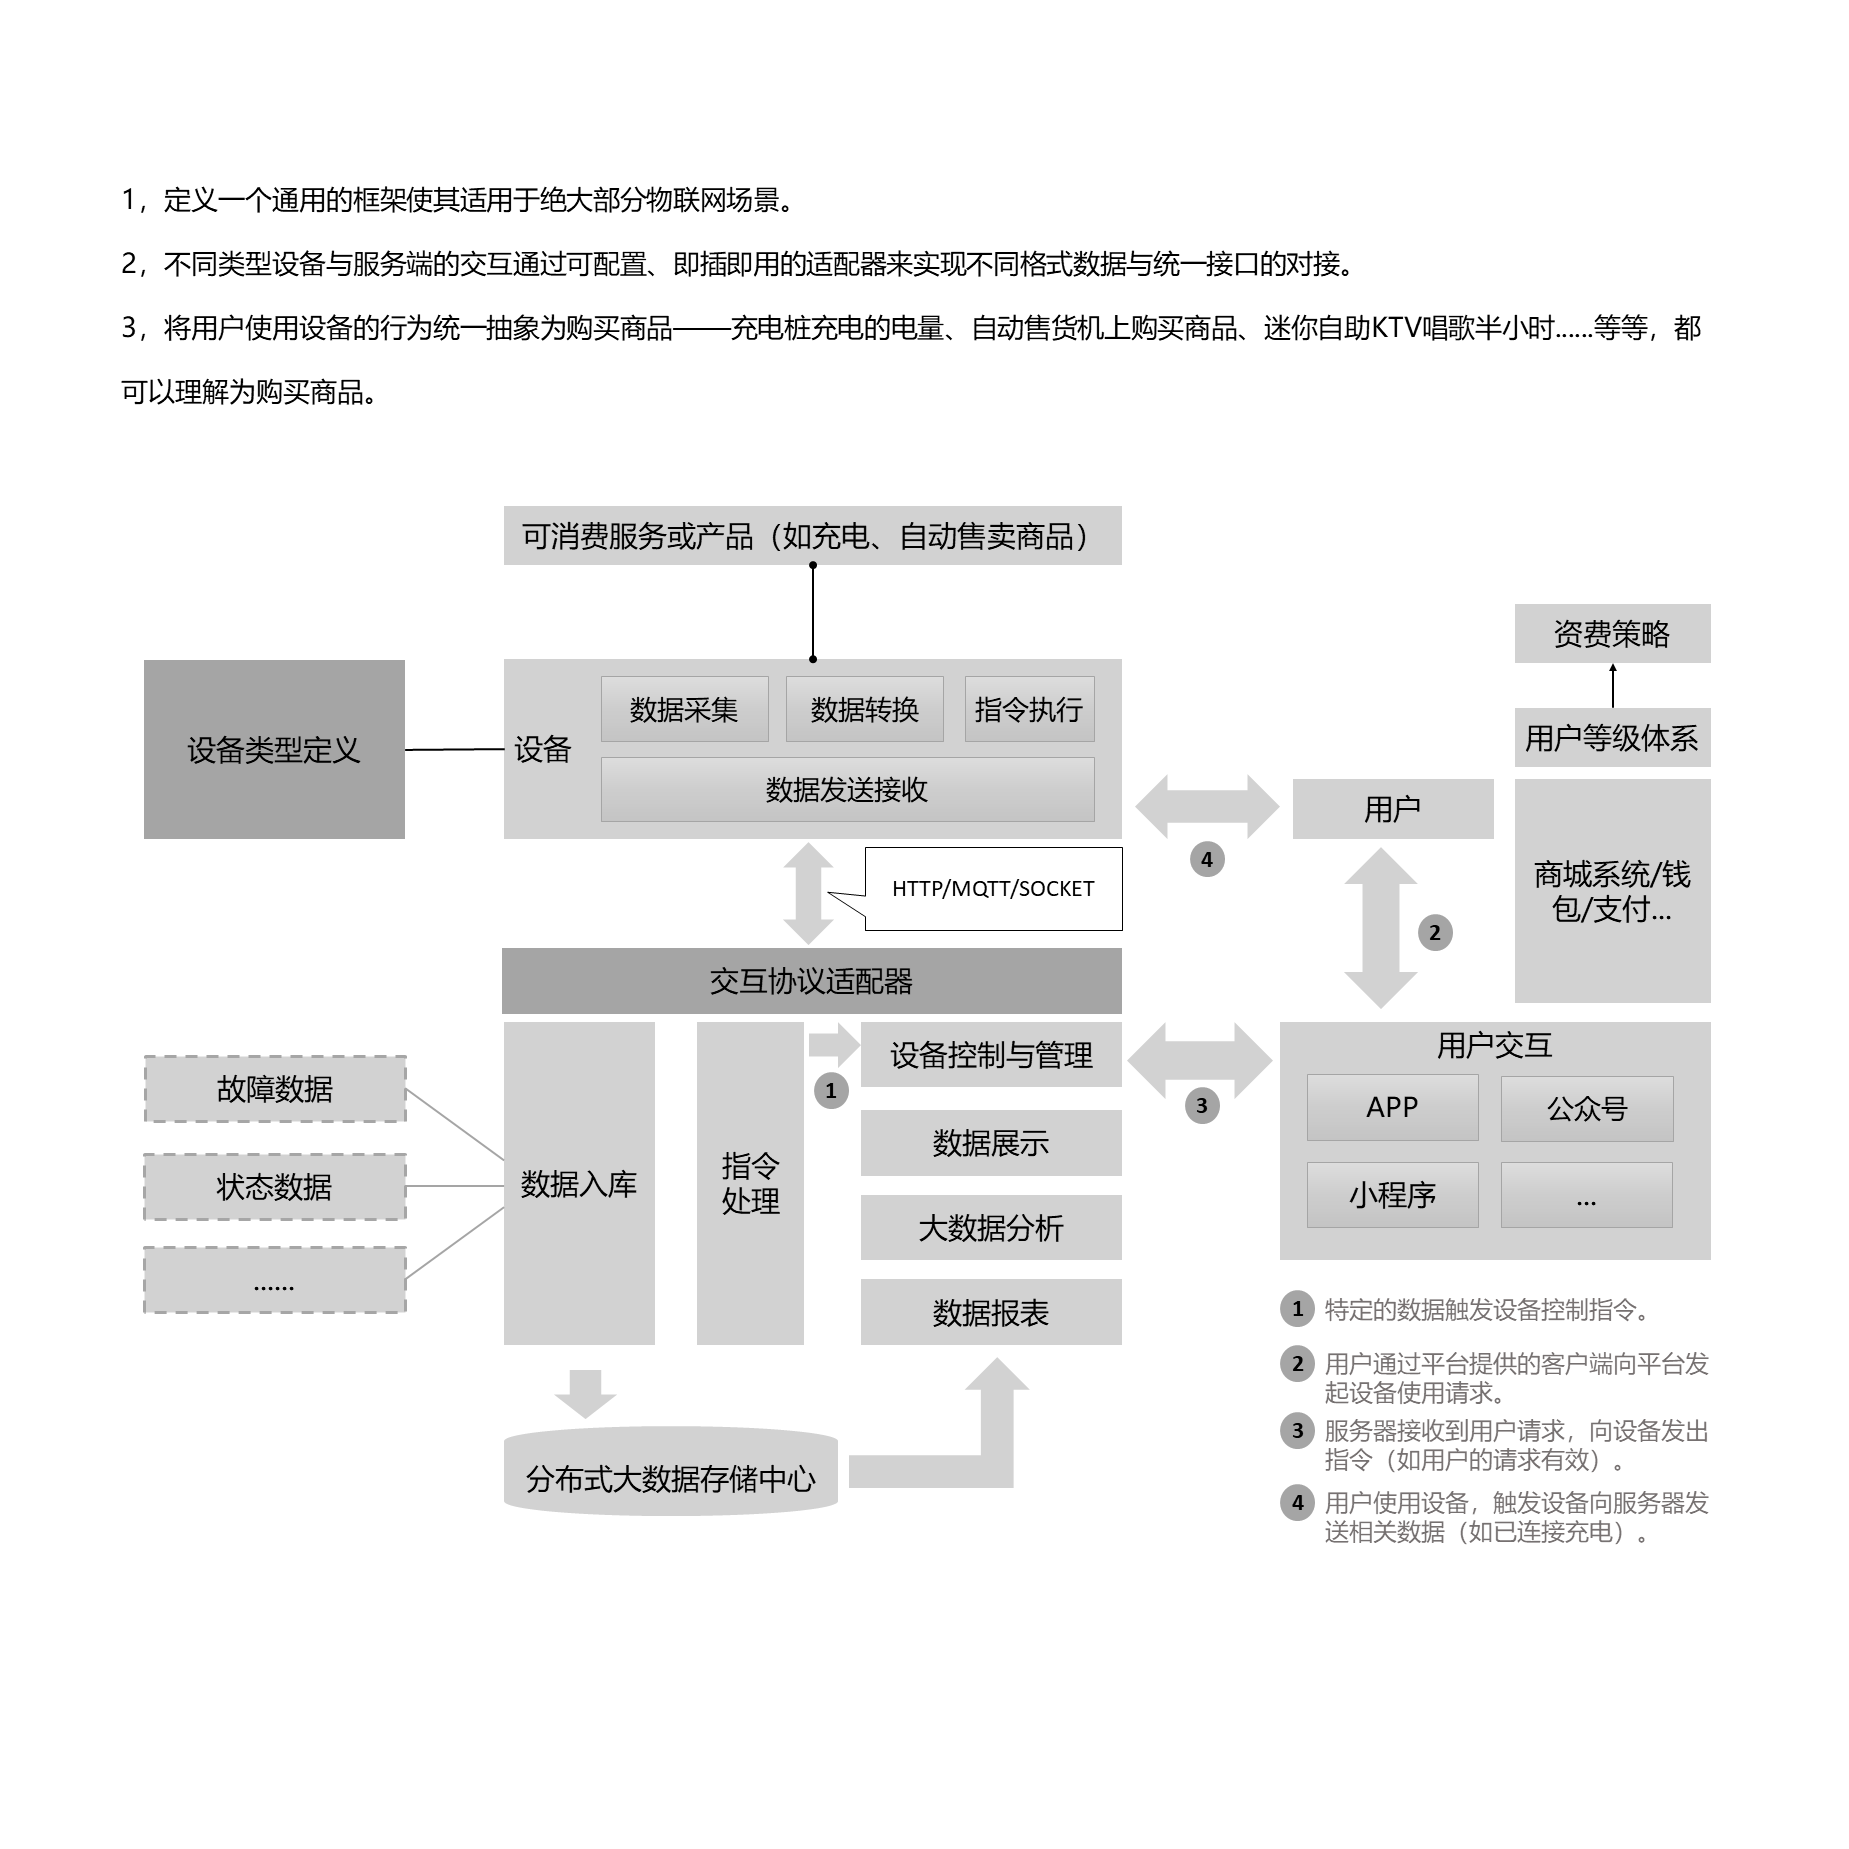 1，定义一个通用的框架使其适用于绝大部分物联网场景。
2，不同类型设备与服务端的交互通过可配置、即插即用的适配器来实现不同格式数据与统一接口的对接。
3，将用户使用设备的行为统一抽象为购买商品——充电桩充电的电量、自动售货机上购买商品、迷你自助KTV唱歌半小时......等等，都
可以理解为购买商品。
可消费服务或产品（如充电、自动售卖商品）
资费策略
用户等级体系
设备类型定义
设备
数据采集
数据转换
指令执行
数据发送接收
用户
4
商城系统/钱
包/支付...
HTTP/MQTT/SOCKET
2
交互协议适配器
故障数据
状态数据
......
数据入库
指令
处理
1
设备控制与管理
数据展示
大数据分析
数据报表
3
用户交互
APP
公众号
小程序
...
分布式大数据存储中心
1 特定的数据触发设备控制指令。
2 用户通过平台提供的客户端向平台发
起设备使用请求。
3 服务器接收到用户请求，向设备发出
指令（如用户的请求有效）。
4 用户使用设备，触发设备向服务器发
送相关数据（如已连接充电）。